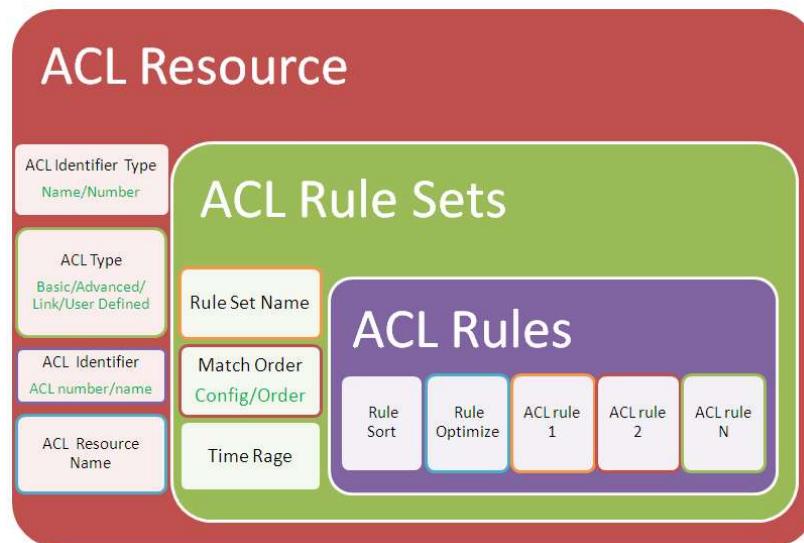 ACL Resource
ACL Identifier Type
Name/Number
ACL Type
Basic/Advanced/
Link/User Defined
ACL Identifier
ACL number/name
ACL Resource
Name
ACL Rule Sets
Rule Set Name
Match Order
Config/Order
Time Rage
ACL Rules
Rule
Sort
Rule
Optimize
ACL rule
1
ACL rule
2
ACL rule
N